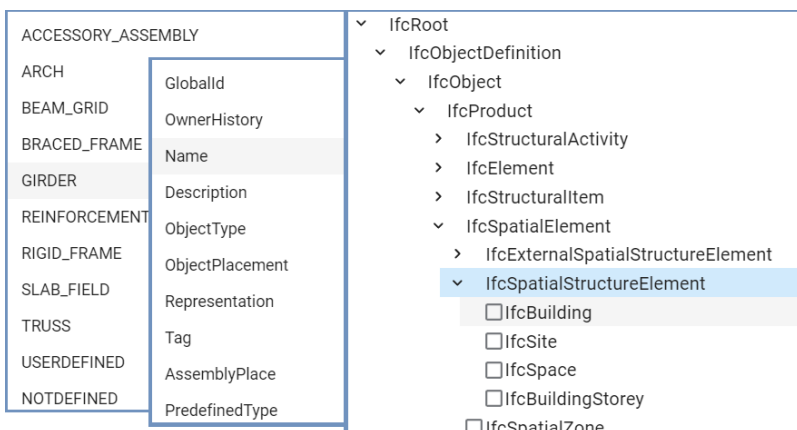 ACCESSORY_ASSEMBLY
ARCH
BEAM_GRID
BRACED_FRAME
GIRDER
REINFORCEMENT
RIGID_FRAME
SLAB_FIELD
TRUSS
USERDEFINED
NOTDEFINED
GlobalId
OwnerHistory
Name
Description
ObjectType
ObjectPlacement
Representation
Tag
AssemblyPlace
PredefinedType
IfcRoot
IfcObjectDefinition
IfcObject
IfcProduct
IfcStructuralActivity
IfcElement
IfcStructuralItem
IfcSpatialElement
IfcExternalSpatialStructureElement
IfcSpatialStructureElement
IfcBuilding
IfcSite
IfcSpace
IfcBuildingStorey
IfcSpatialZone